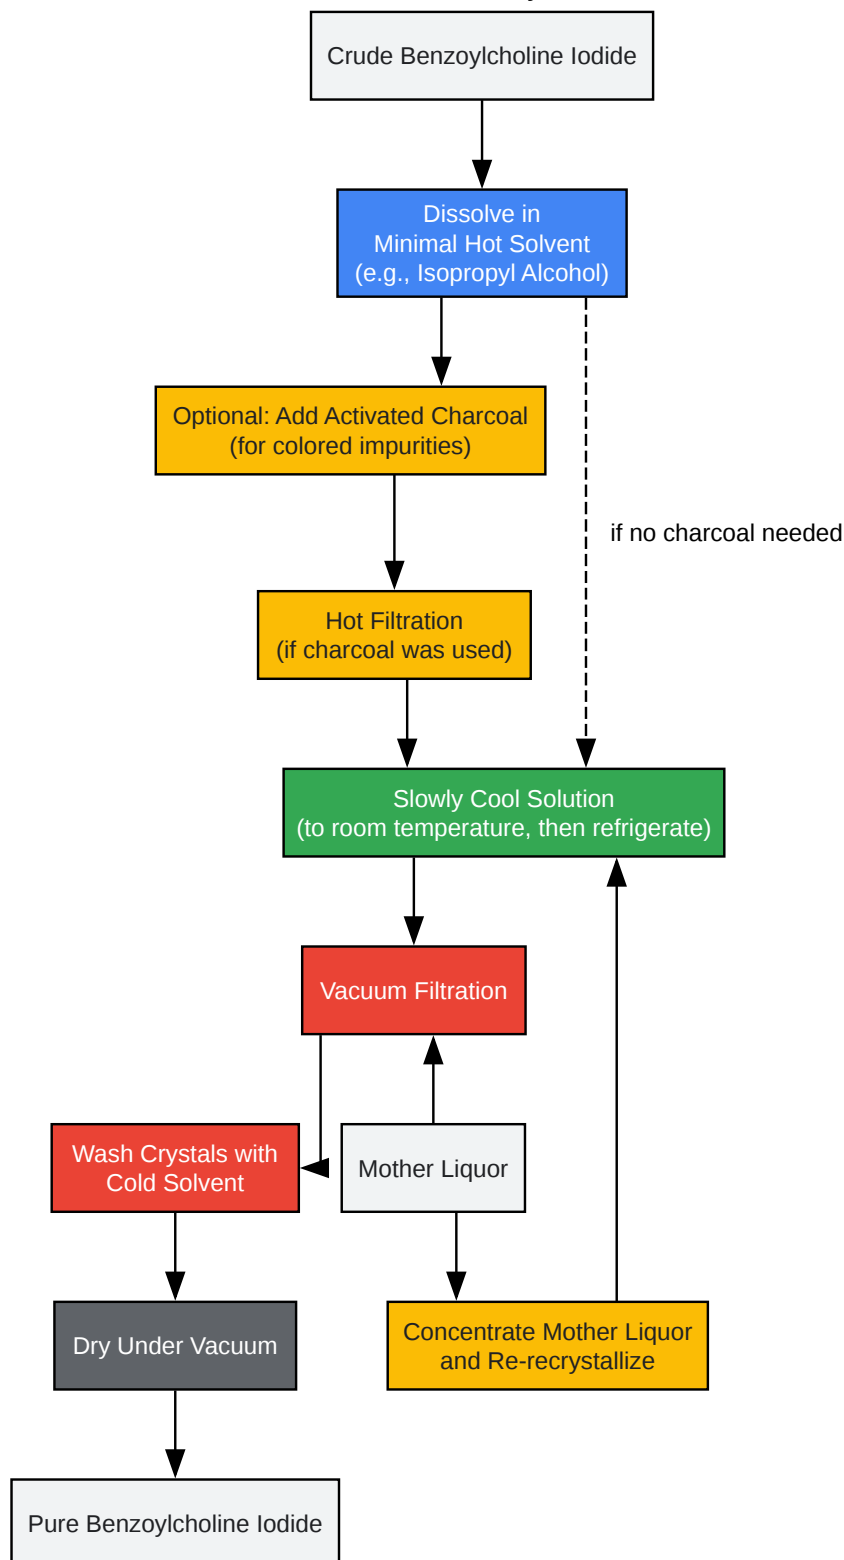 Crude Benzoylcholine Iodide
Dissolve in
Minimal Hot Solvent
(e.g., Isopropyl Alcohol)
Optional: Add Activated Charcoal
(for colored impurities)
if no charcoal needed
Hot Filtration
(if charcoal was used)
Slowly Cool Solution
(to room temperature, then refrigerate)
Vacuum Filtration
Wash Crystals with
Cold Solvent
Mother Liquor
Dry Under Vacuum
Concentrate Mother Liquor
and Re-recrystallize
Pure Benzoylcholine Iodide